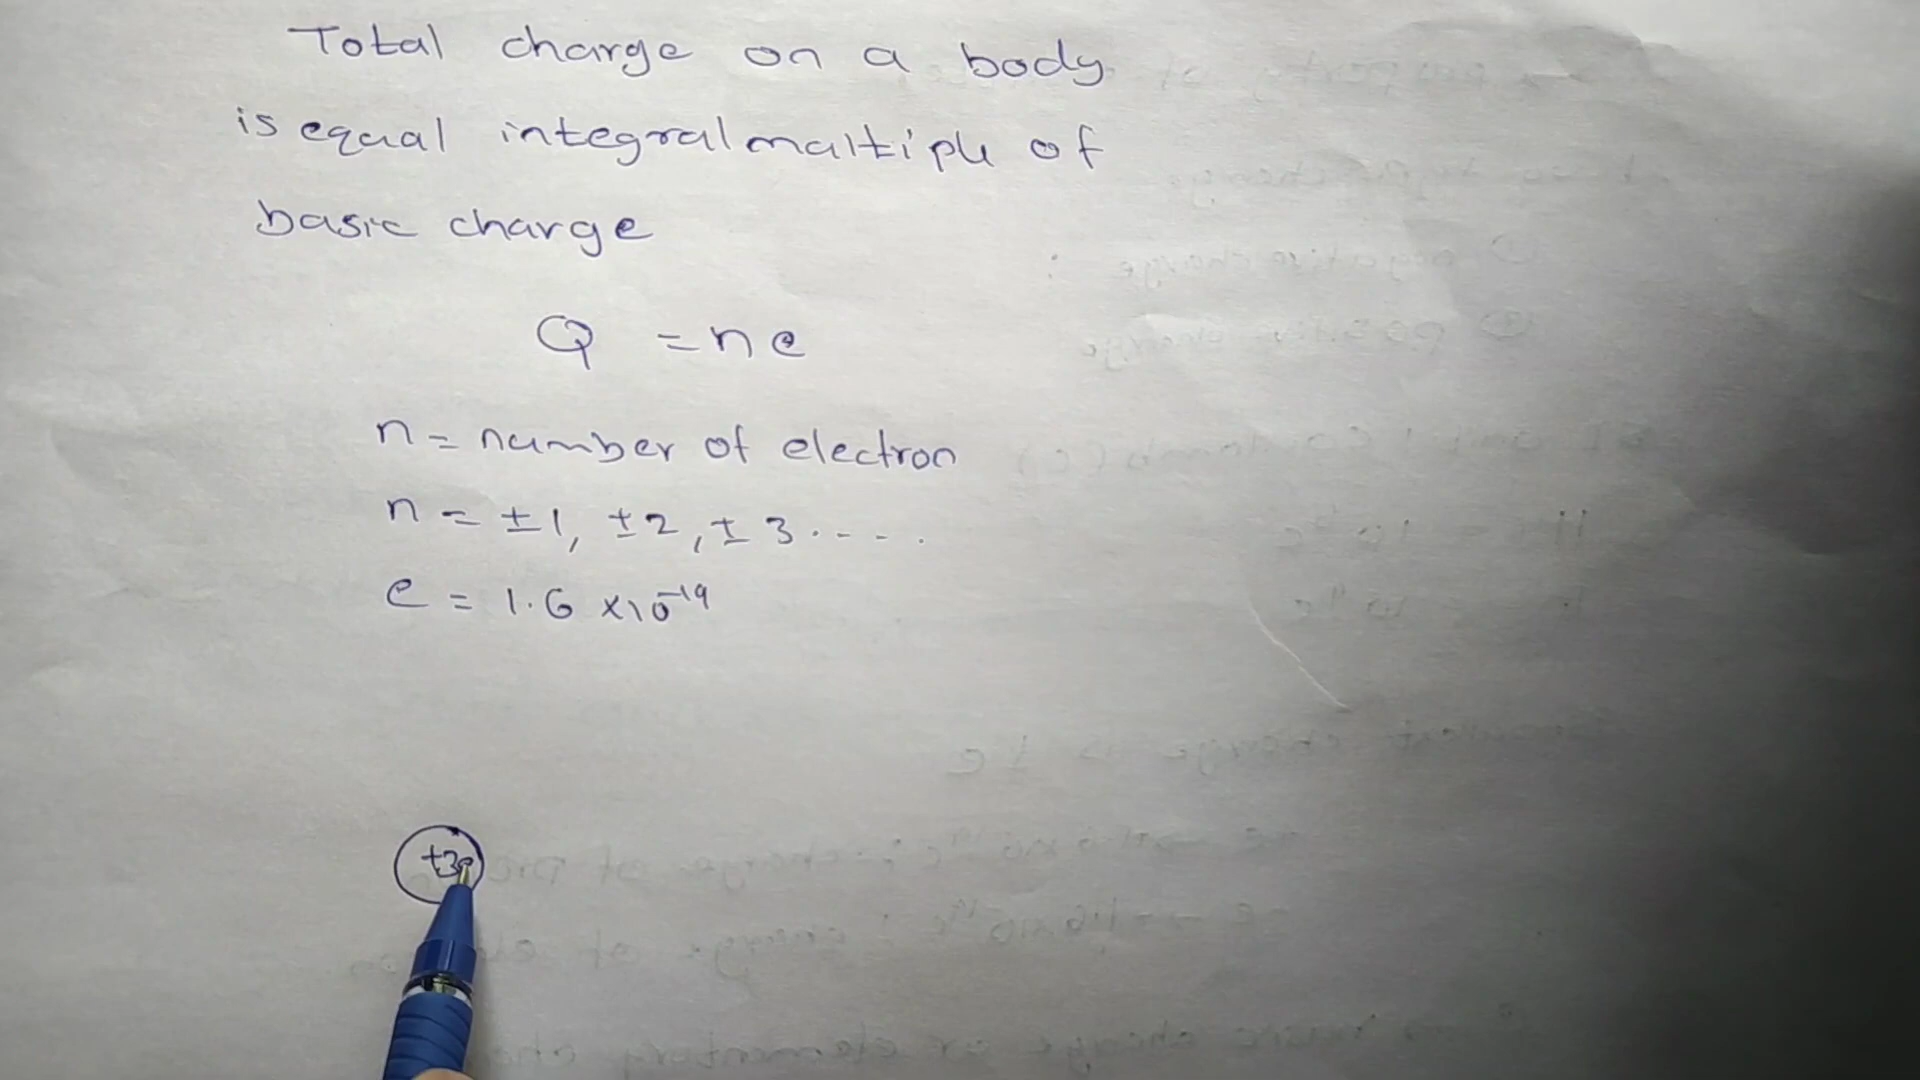 Total charge on a body
is equal integral multiple of
basic charge
Q = ne
n = number of electron
n = ±1, ±2, ±3....
e = 1.6 ×10⁻¹⁹
+3e